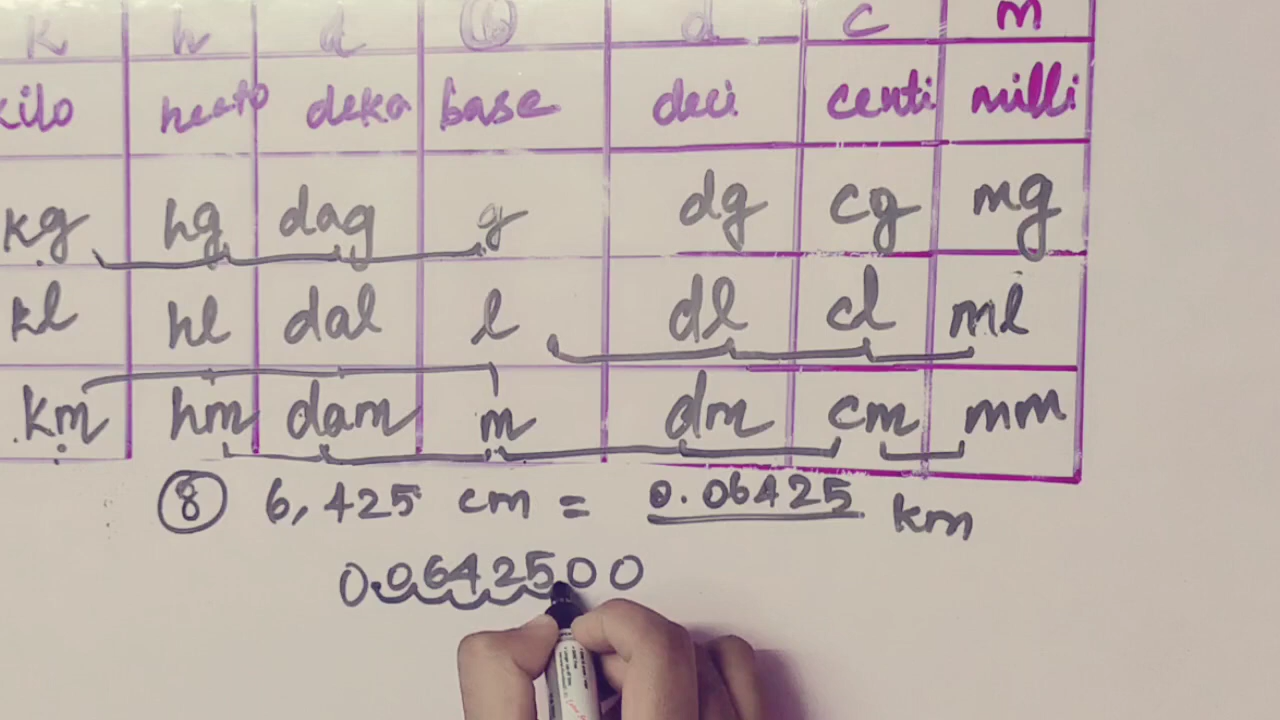 k h d b d c m
kilo hecto deka base deci centi milli
kg hg dag g dg cg mg
kl hl dal l dl cl ml
km hm dam m dm cm mm
8 6,425 cm = 0.06425 km
0.0642500